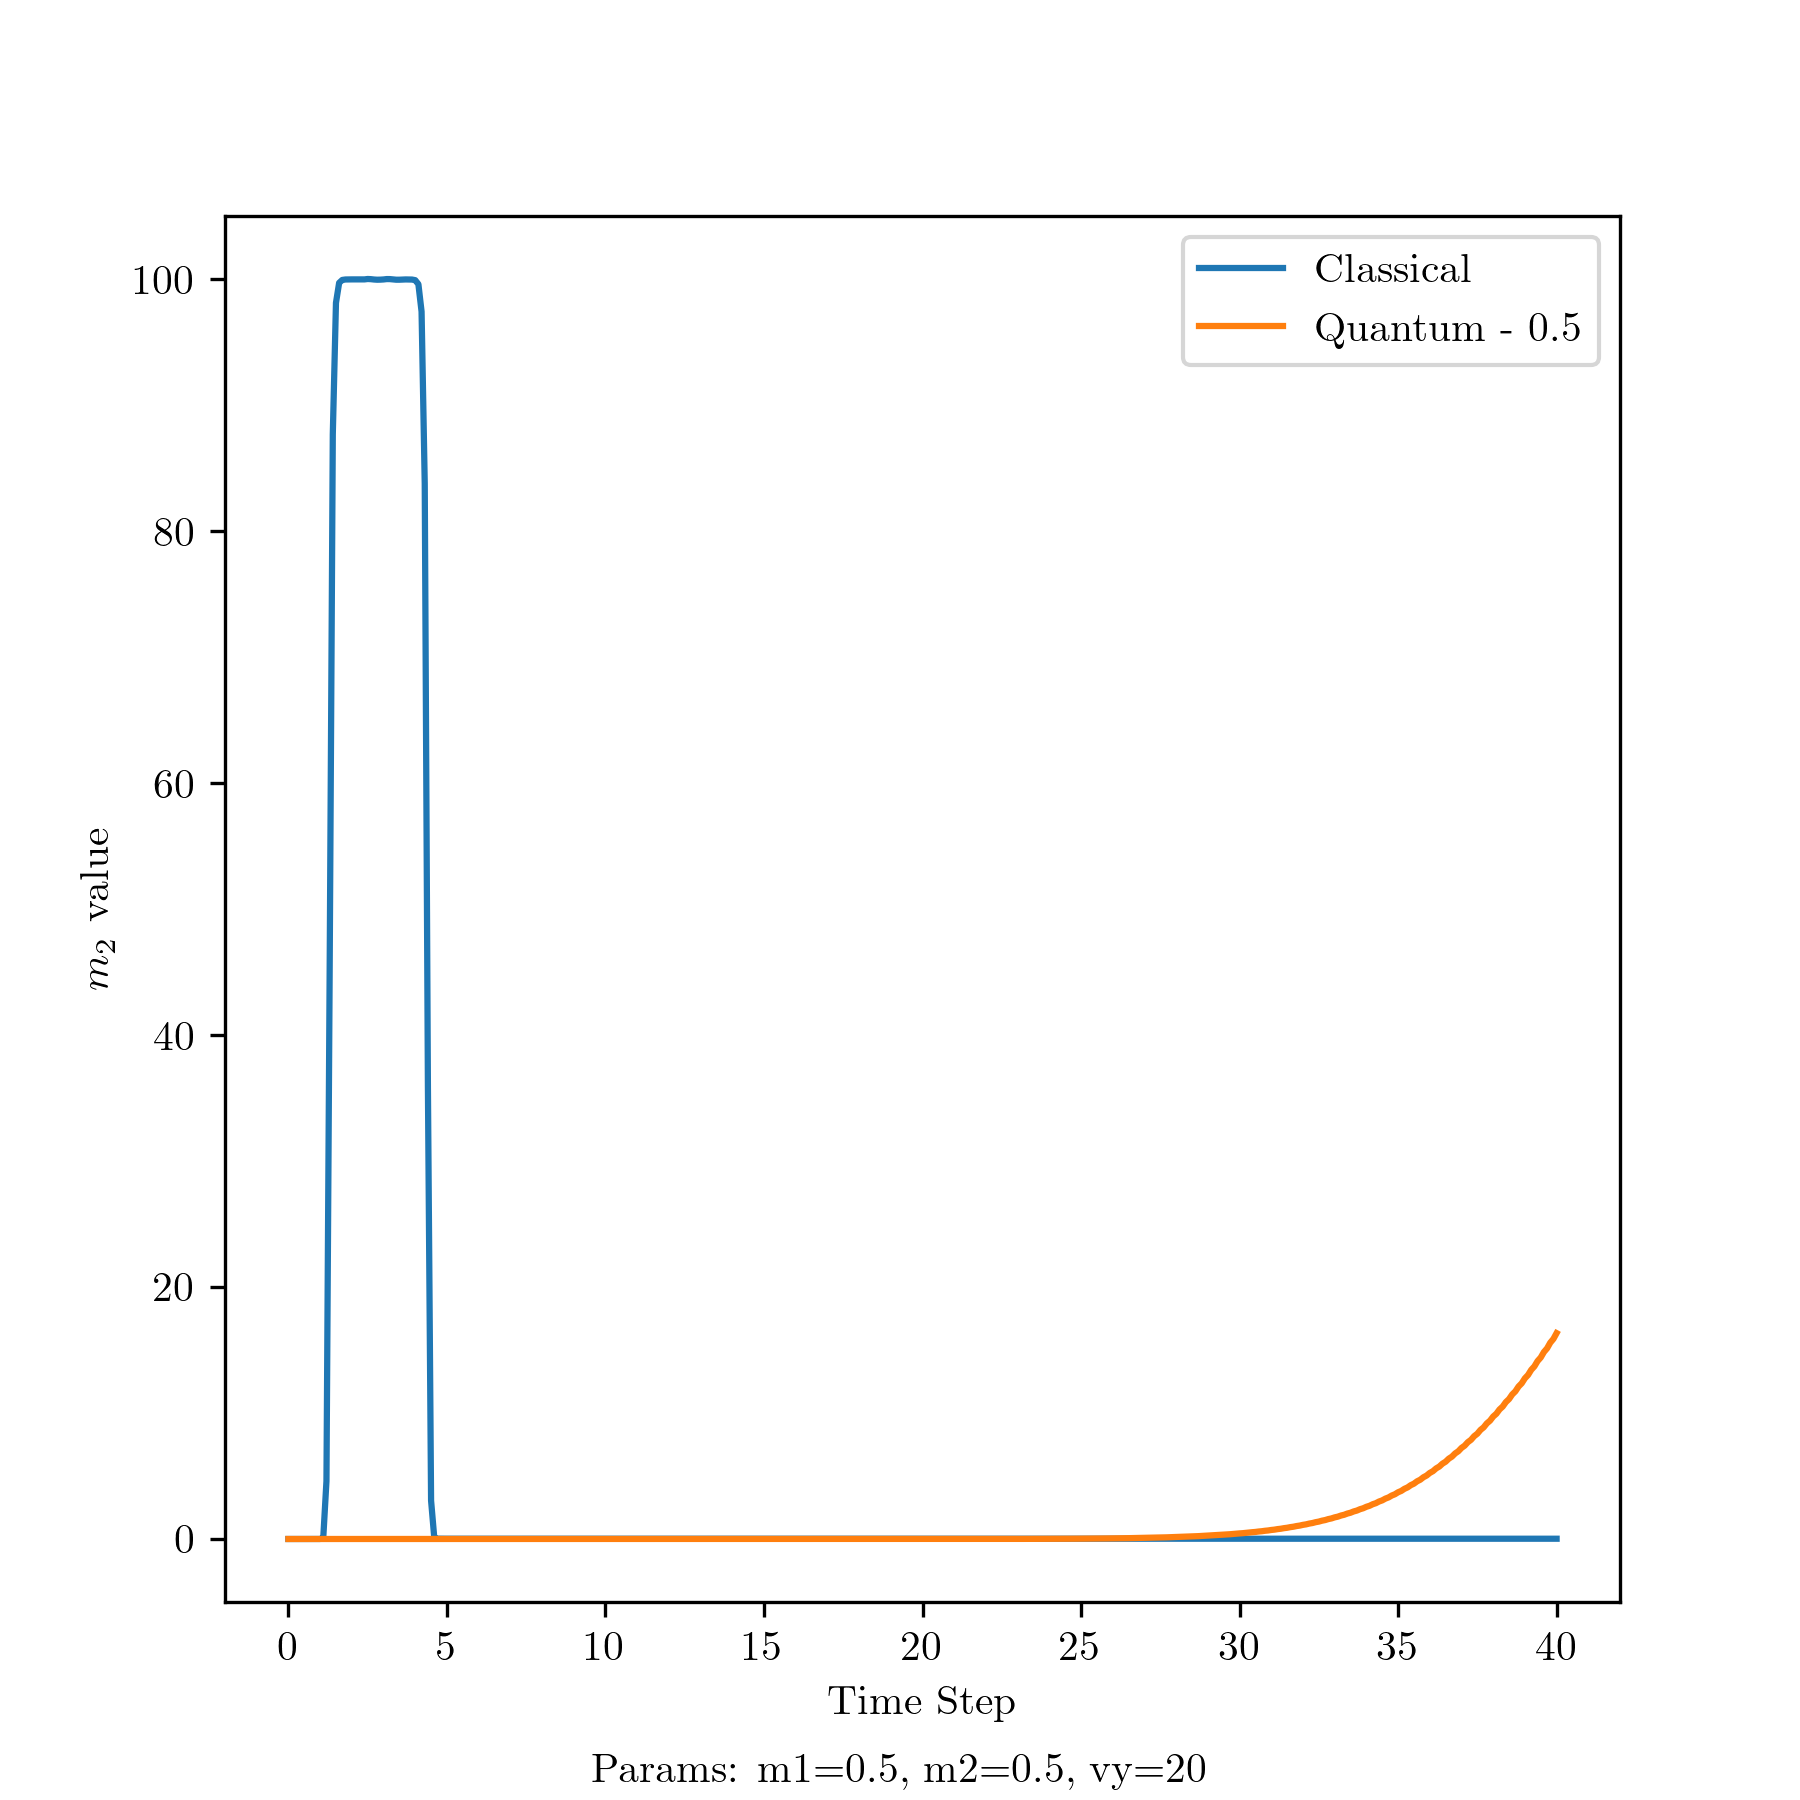 Classical
Quantum - 0.5
100
80
60
40
20
0
m₂ value
0 5 10 15 20 25 30 35 40
Time Step
Params: m1=0.5, m2=0.5, vy=20